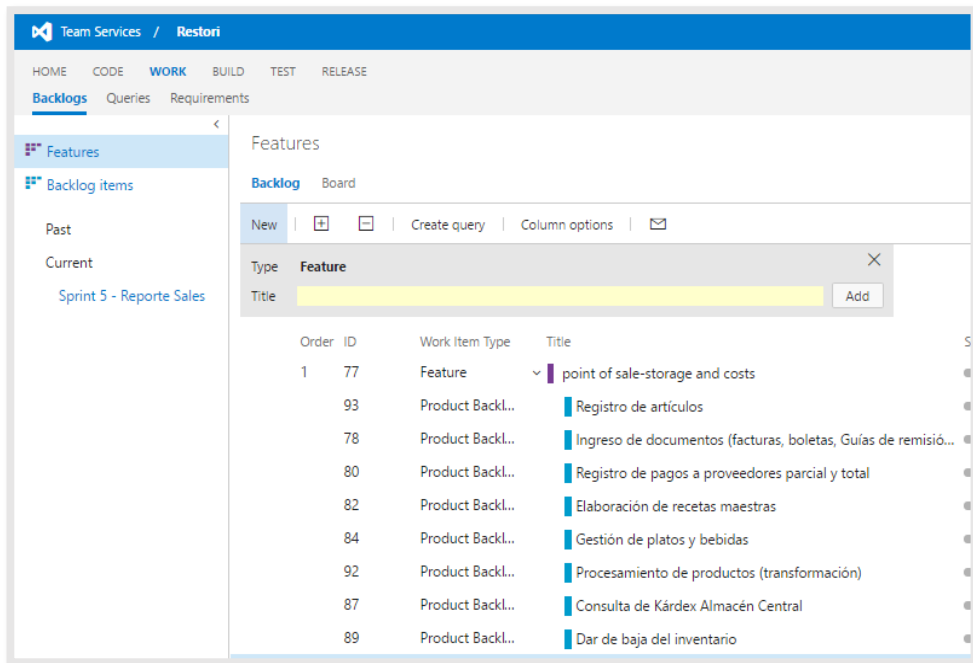 Team Services / Restori
HOME CODE WORK BUILD TEST RELEASE
Backlogs Queries Requirements
Features
Backlog items
Past
Current
Sprint 5 - Reporte Sales
Features
Backlog Board
New Create query Column options
Type Feature
Title Add
Order ID Work Item Type Title S
1 77 Feature point of sale-storage and costs
93 Product Backl... Registro de artículos
78 Product Backl... Ingreso de documentos (facturas, boletas, Guías de remisió...
80 Product Backl... Registro de pagos a proveedores parcial y total
82 Product Backl... Elaboración de recetas maestras
84 Product Backl... Gestión de platos y bebidas
92 Product Backl... Procesamiento de productos (transformación)
87 Product Backl... Consulta de Kárdex Almacén Central
89 Product Backl... Dar de baja del inventario